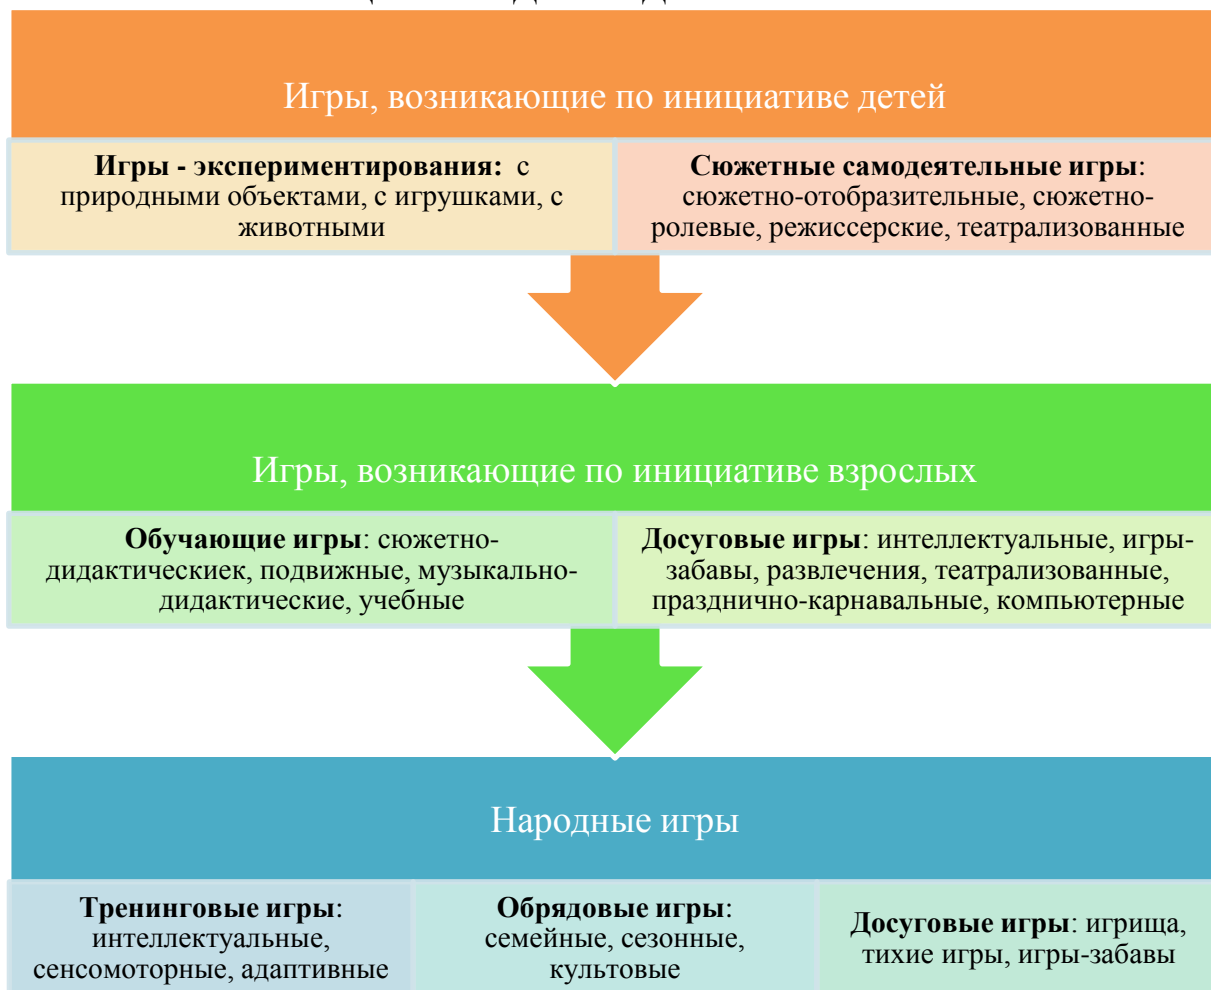 Игры, возникающие по инициативе детей
Игры - экспериментирования: с
природными объектами, с игрушками, с
животными
Сюжетные самодеятельные игры:
сюжетно-отобразительные, сюжетно-
ролевые, режиссерские, театрализованные
Игры, возникающие по инициативе взрослых
Обучающие игры: сюжетно-
дидактическиек, подвижные, музыкально-
дидактические, учебные
Досуговые игры: интеллектуальные, игры-
забавы, развлечения, театрализованные,
празднично-карнавальные, компьютерные
Народные игры
Тренинговые игры:
интеллектуальные,
сенсомоторные, адаптивные
Обрядовые игры:
семейные, сезонные,
культовые
Досуговые игры: игрища,
тихие игры, игры-забавы